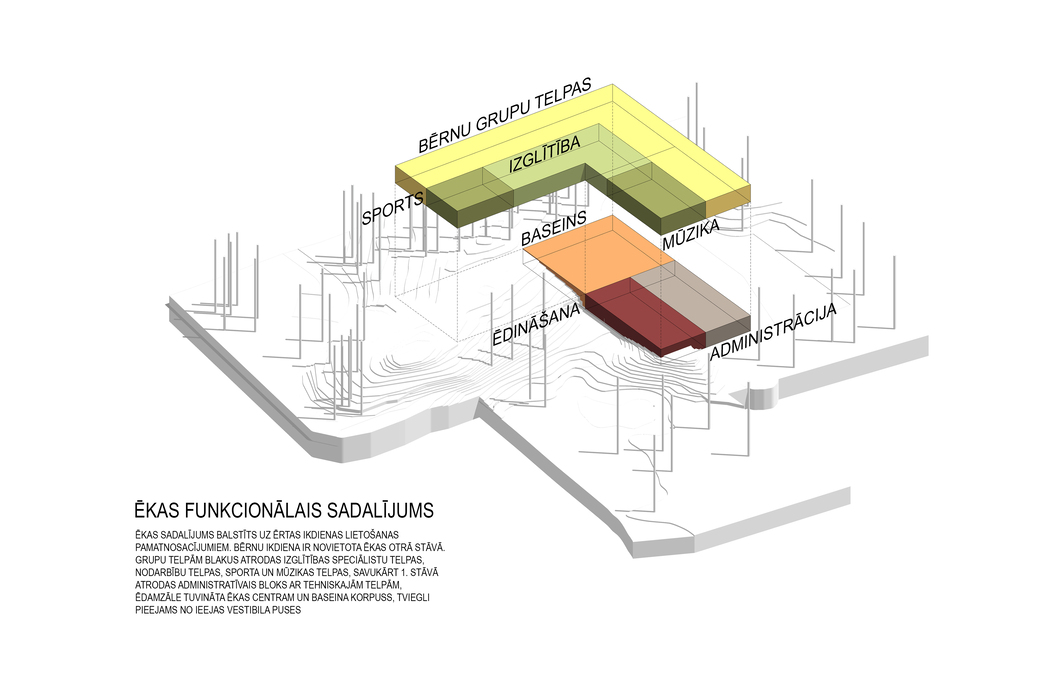 BĒRNU GRUPU TELPAS
IZGLĪTĪBA
SPORTS
BASEINS
MŪZIKA
ĒDINĀŠANA
ADMINISTRĀCIJA
ĒKAS FUNKCIONĀLAIS SADALĪJUMS
ĒKAS SADALĪJUMS BALSTĪTS UZ ĒRTAS IKDIENAS LIETOŠANAS
PAMATNOSACĪJUMIEM. BĒRNU IKDIENA IR NOVIETOTA ĒKAS OTRĀ STĀVĀ.
GRUPU TELPĀM BLAKUS ATRODAS IZGLĪTĪBAS SPECIĀLISTU TELPAS,
NODARBĪBU TELPAS, SPORTA UN MŪZIKAS TELPAS, SAVUKĀRT 1. STĀVĀ
ATRODAS ADMINISTRATĪVAIS BLOKS AR TEHNISKAJĀM TELPĀM,
ĒDAMZĀLE TUVINĀTA ĒKAS CENTRAM UN BASEINA KORPUSS, TVIEGLI
PIEEJAMS NO IEEJAS VESTIBILA PUSES